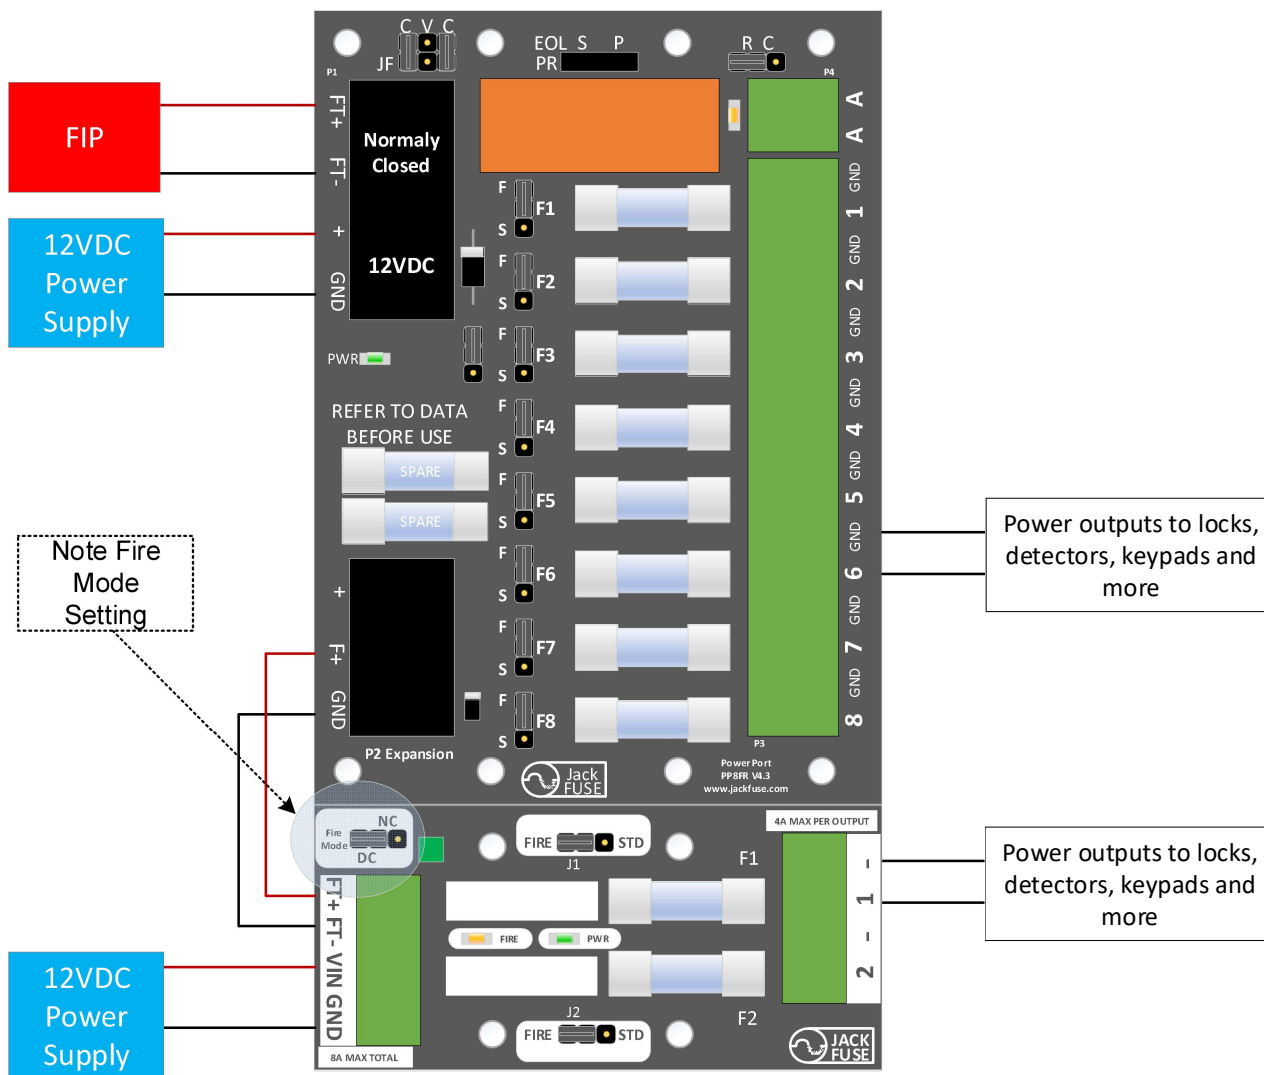 C V C
JF
EOL S P
PR
R C
P1
P4
FIP
FT+
FT-
+
GND
Normaly
Closed
12VDC
12VDC
Power
Supply
PWR
REFER TO DATA
BEFORE USE
SPARE
SPARE
F
S
F1
F
S
F2
F
S
F3
F
S
F4
F
S
F5
F
S
F6
F
S
F7
F
S
F8
A
A
GND
1
GND
2
GND
3
GND
4
GND
5
GND
6
GND
7
GND
8
P3
Power outputs to locks,
detectors, keypads and
more
Note Fire
Mode
Setting
+
F+
GND
P2 Expansion
Jack
FUSE
PowerPort
PP8FR V4.3
www.jackfuse.com
NC
Fire
Mode
DC
FIRE STD
J1
4A MAX PER OUTPUT
F1
FT+ FT- VIN GND
FIRE
PWR
-
1
-
2
Power outputs to locks,
detectors, keypads and
more
12VDC
Power
Supply
J2
FIRE STD
F2
8A MAX TOTAL
JACK
FUSE